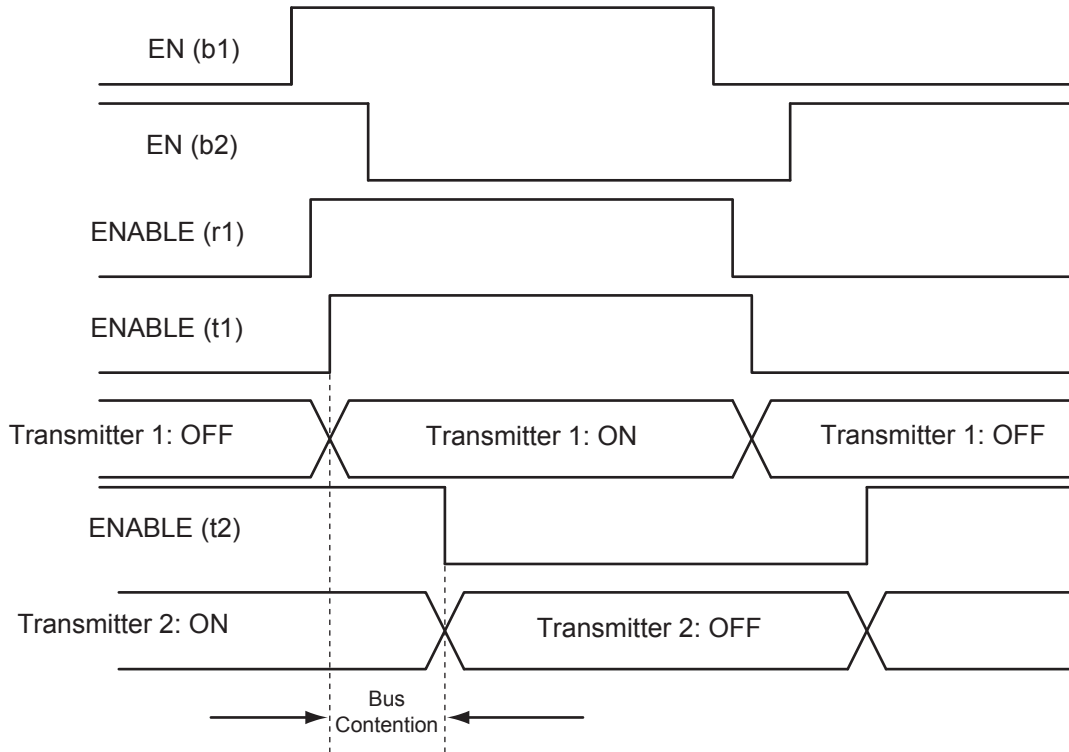 EN (b1)
EN (b2)
ENABLE (r1)
ENABLE (t1)
Transmitter 1: OFF
Transmitter 1: ON
Transmitter 1: OFF
ENABLE (t2)
Transmitter 2: ON
Transmitter 2: OFF
Bus
Contention